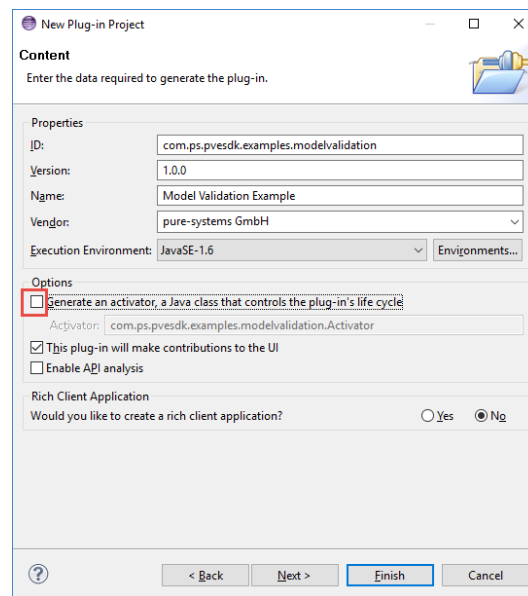 New Plug-in Project
Content
Enter the data required to generate the plug-in.
Properties
ID: com.ps.pvesdk.examples.modelvalidation
Version: 1.0.0
Name: Model Validation Example
Vendor: pure-systems GmbH
Execution Environment: JavaSE-1.6 Environments...
Options
Generate an activator, a Java class that controls the plug-in's life cycle
Activator: com.ps.pvesdk.examples.modelvalidation.Activator
This plug-in will make contributions to the UI
Enable API analysis
Rich Client Application
Would you like to create a rich client application? Yes No
? < Back Next > Finish Cancel